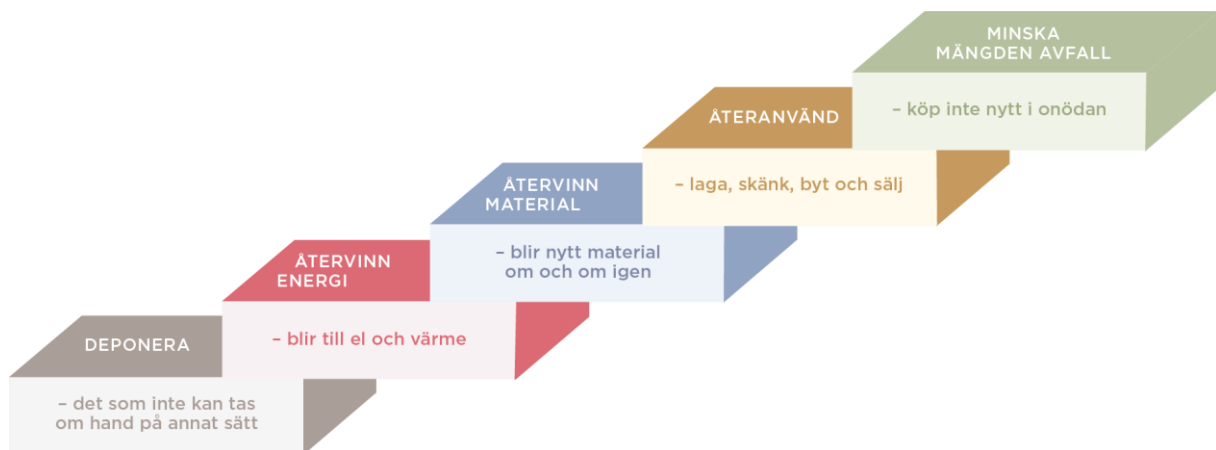 MINSKA
MÄNGDEN AVFALL
– köp inte nytt i onödan
ÅTERANVÄND
– laga, skänk, byt och sälj
ÅTERVINN
MATERIAL
– blir nytt material
om och om igen
ÅTERVINN
ENERGI
– blir till el och värme
DEPONERA
– det som inte kan tas
om hand på annat sätt